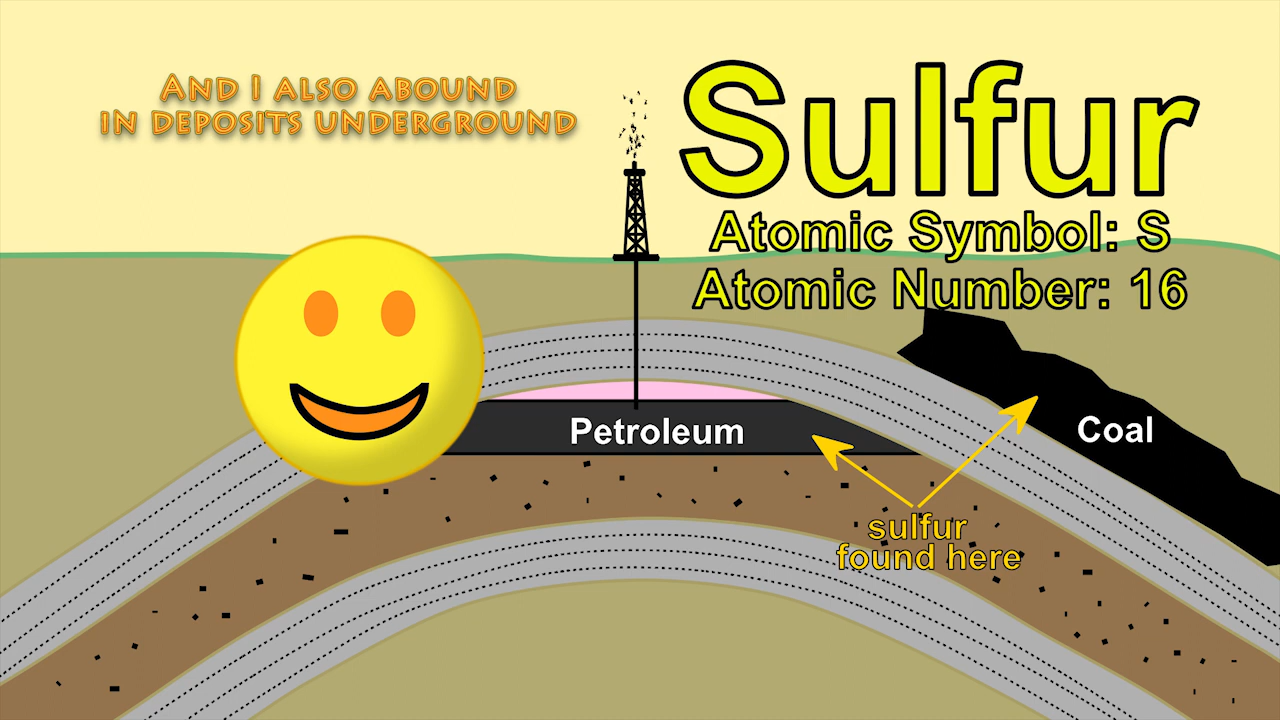 And I also abound
in deposits underground
Sulfur
Atomic Symbol: S
Atomic Number: 16
Petroleum
Coal
sulfur
found here